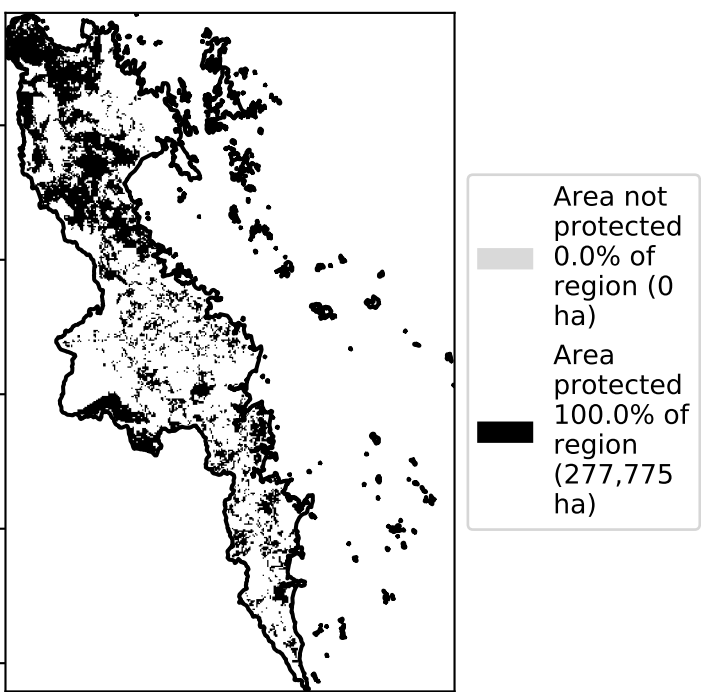 Area not
protected
0.0% of
region (0
ha)
Area
protected
100.0% of
region
(277,775
ha)